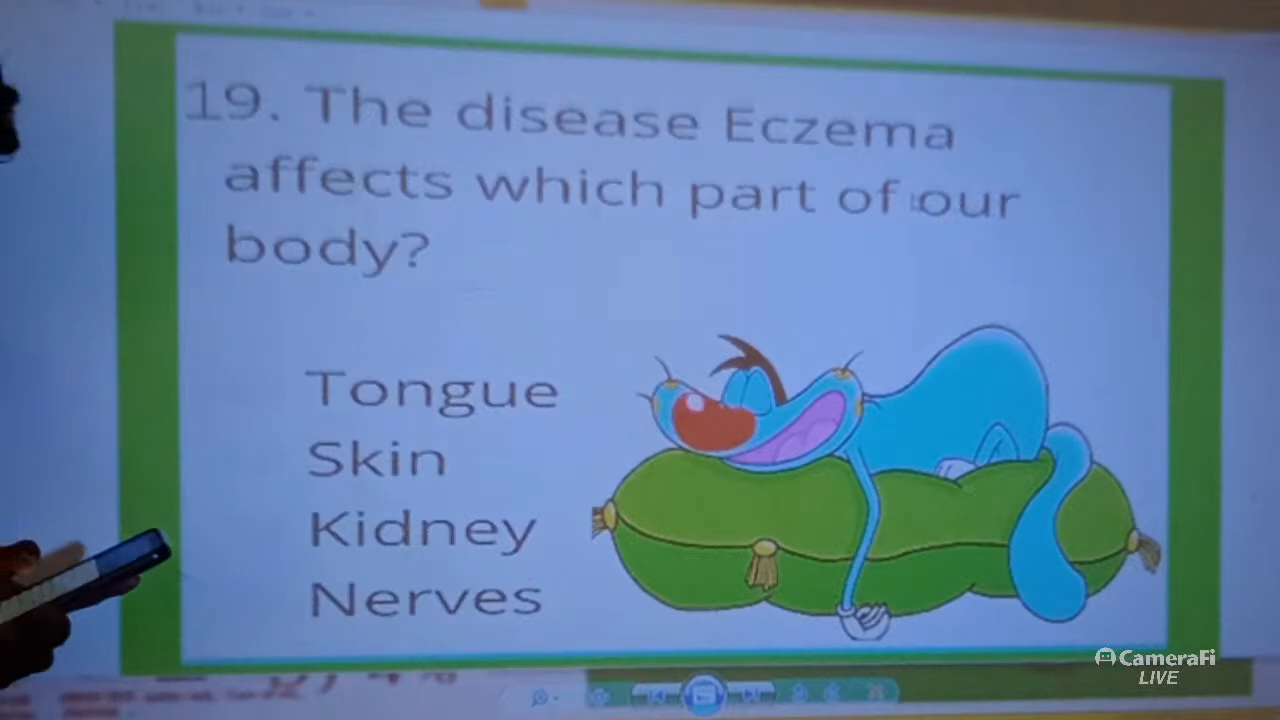 19. The disease Eczema
affects which part of our
body?
Tongue
Skin
Kidney
Nerves
CameraFi
LIVE